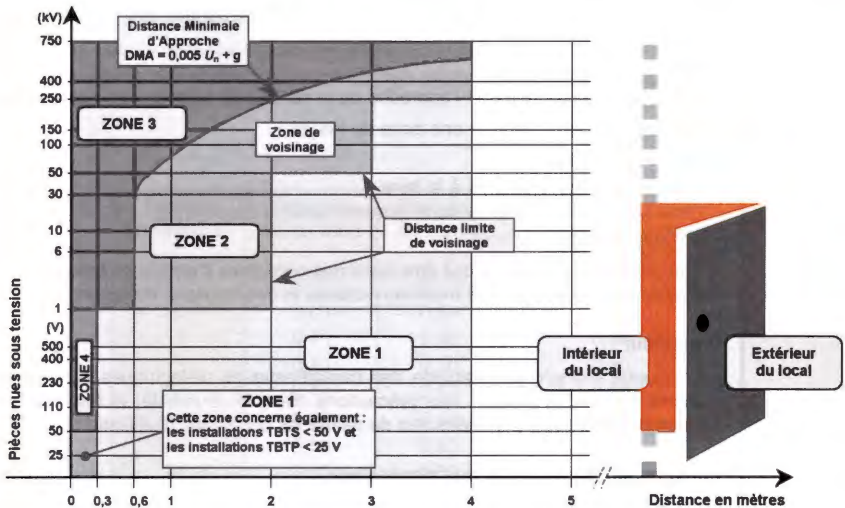 (kV)
750
400
250
150
100
50
30
10
6
1
(V)
500
400
230
110
50
25
Pièces nues sous tension
Distance Minimale
d'Approche
DMA = 0,005 Un + g
ZONE 3
Zone de
voisinage
ZONE 2
Distance limite
de voisinage
ZONE 1
ZONE 4
ZONE 1
Cette zone concerne également :
les installations TBTS < 50 V et
les installations TBTP < 25 V
Intérieur
du local
Extérieur
du local
0 0,3 0,6 1 2 3 4 5
Distance en mètres